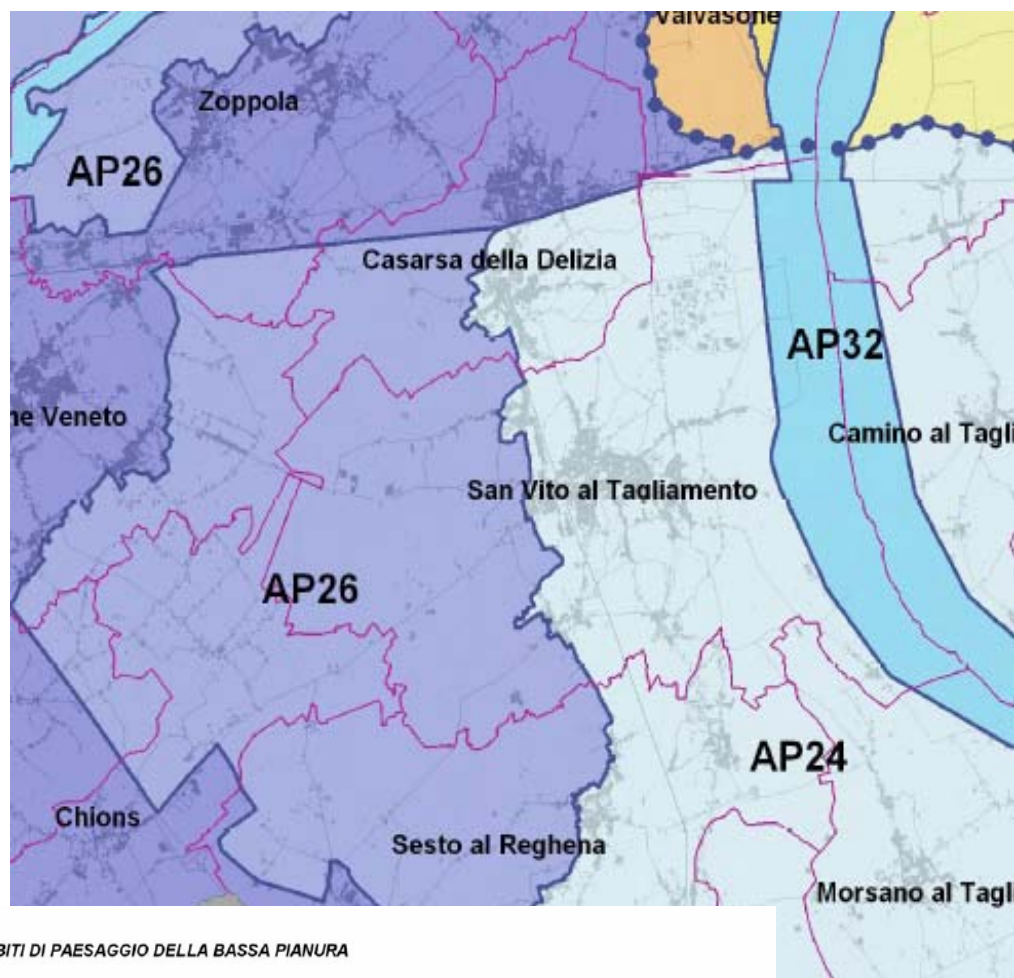 Valvasone
Zoppola
AP26
Casarsa della Delizia
AP32
ne Veneto
Camino al Tagli
San Vito al Tagliamento
AP26
AP24
Chions
Sesto al Reghena
Morsano al Tagli
BITI DI PAESAGGIO DELLA BASSA PIANURA